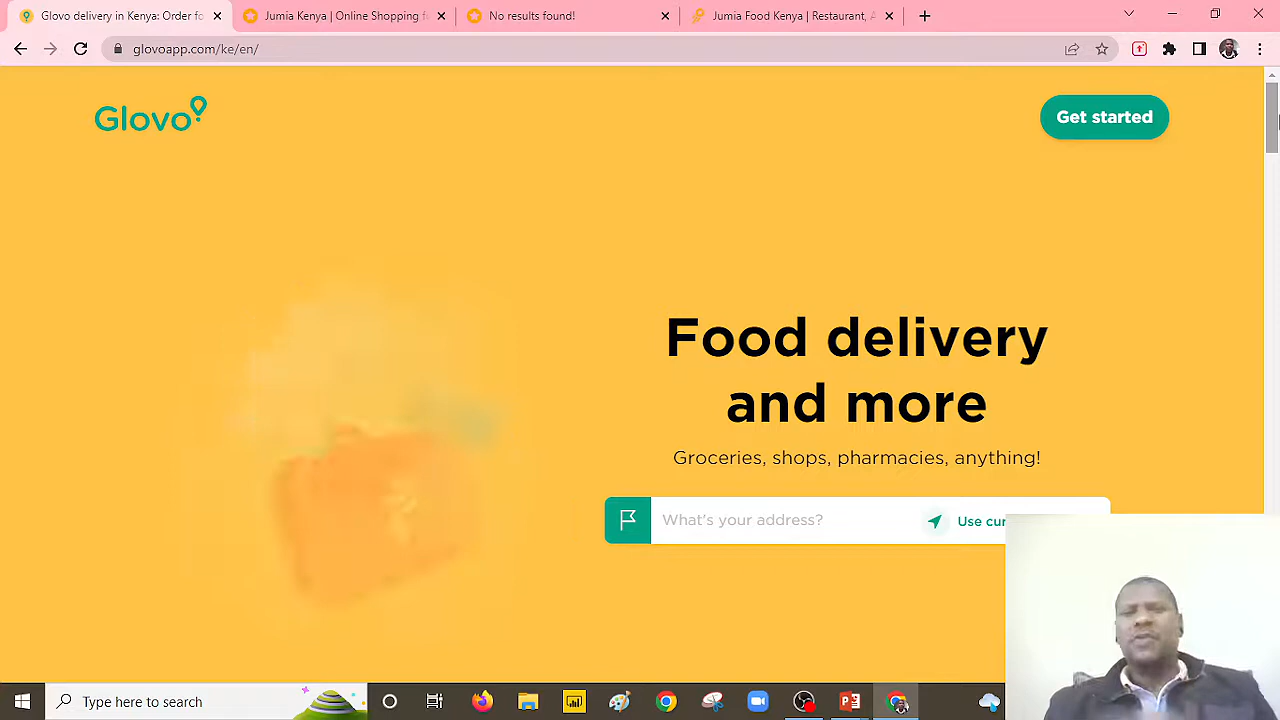 Glovo delivery in Kenya: Order fo
Jumia Kenya | Online Shopping f
No results found!
Jumia Food Kenya | Restaurant, A
glovoapp.com/ke/en/
Glovo
Get started
Food delivery
and more
Groceries, shops, pharmacies, anything!
What's your address?
Use cur
Type here to search